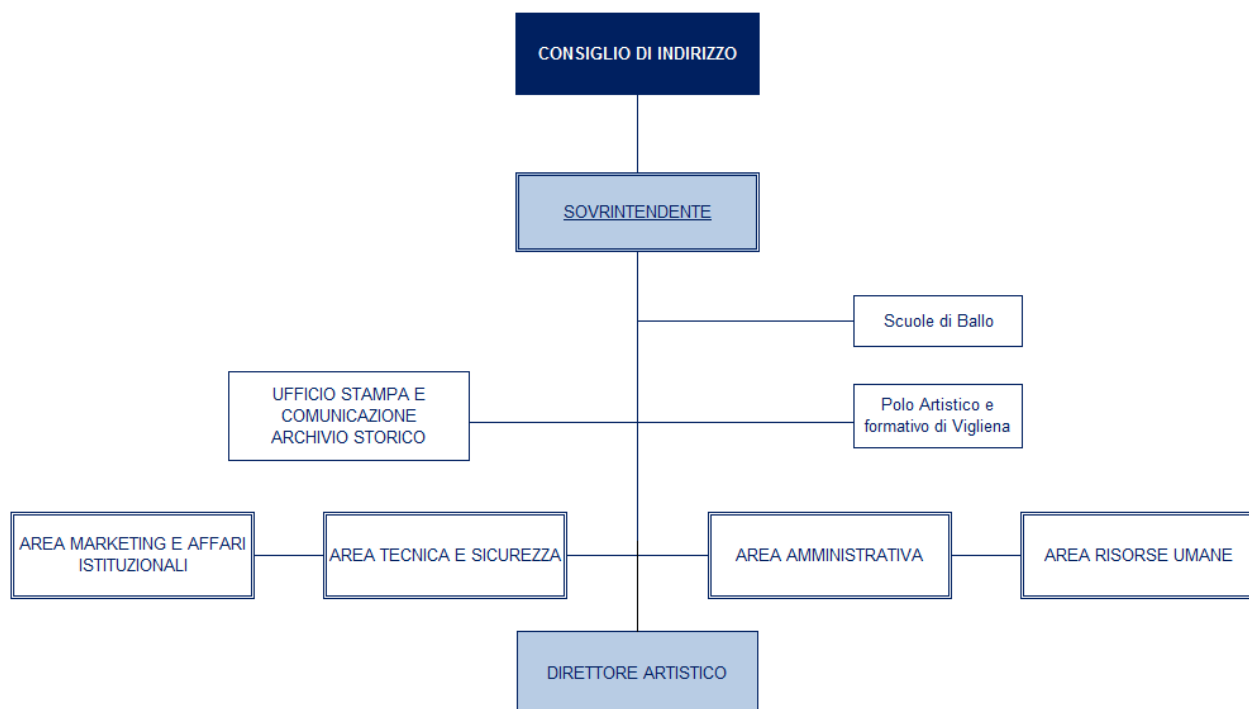 CONSIGLIO DI INDIRIZZO
SOVRINTENDENTE
Scuole di Ballo
UFFICIO STAMPA E
COMUNICAZIONE
ARCHIVIO STORICO
Polo Artistico e
formativo di Vigliena
AREA MARKETING E AFFARI
ISTITUZIONALI
AREA TECNICA E SICUREZZA
AREA AMMINISTRATIVA
AREA RISORSE UMANE
DIRETTORE ARTISTICO